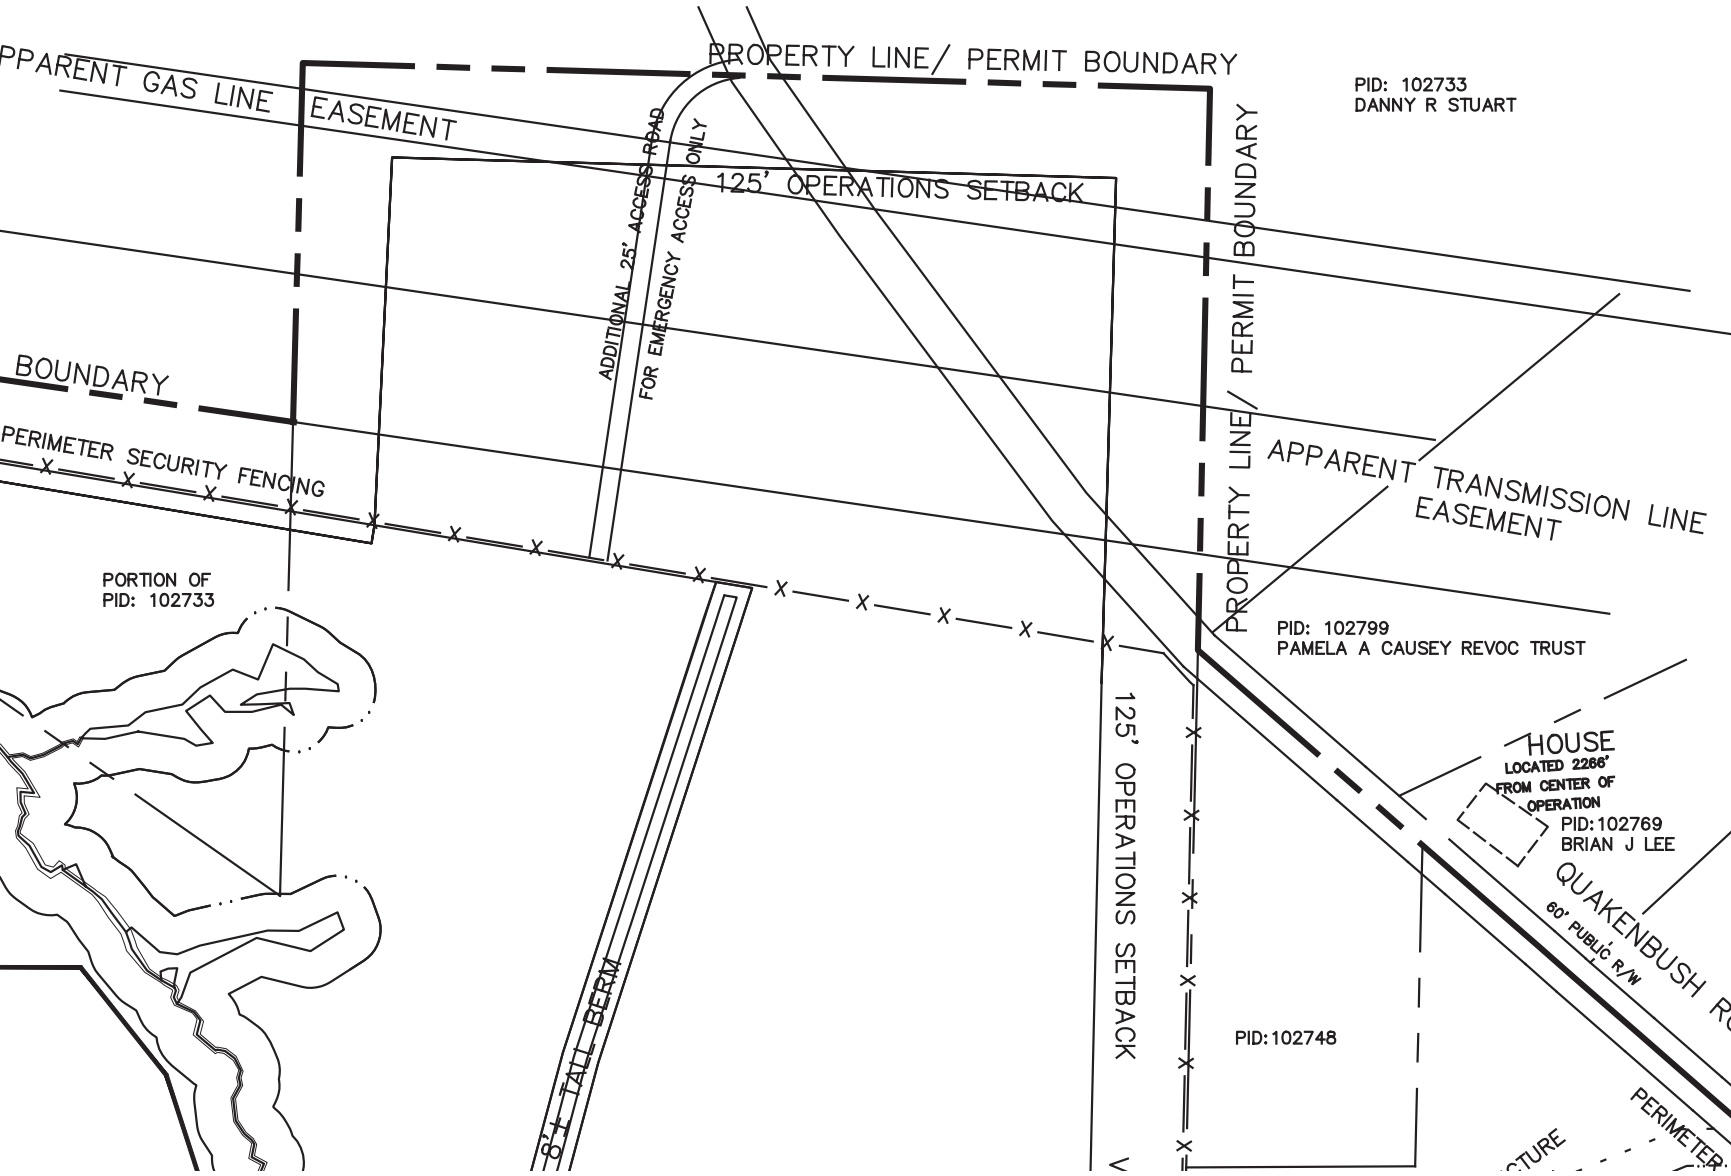 PPARENT GAS LINE EASEMENT
PROPERTY LINE/ PERMIT BOUNDARY
PID: 102733
DANNY R STUART
ADDITIONAL 25' ACCESS ROAD
FOR EMERGENCY ACCESS ONLY
125' OPERATIONS SETBACK
PROPERTY LINE/ PERMIT BOUNDARY
BOUNDARY
PERIMETER SECURITY FENCING
APPARENT TRANSMISSION LINE
EASEMENT
PORTION OF
PID: 102733
PID: 102799
PAMELA A CAUSEY REVOC TRUST
125' OPERATIONS SETBACK
HOUSE
LOCATED 2266'
FROM CENTER OF
OPERATION
PID:102769
BRIAN J LEE
QUAKENBUSH RO
60' PUBLIC R/W
8'± TALL BERM
PID:102748
PERIMETER
CTURE
V